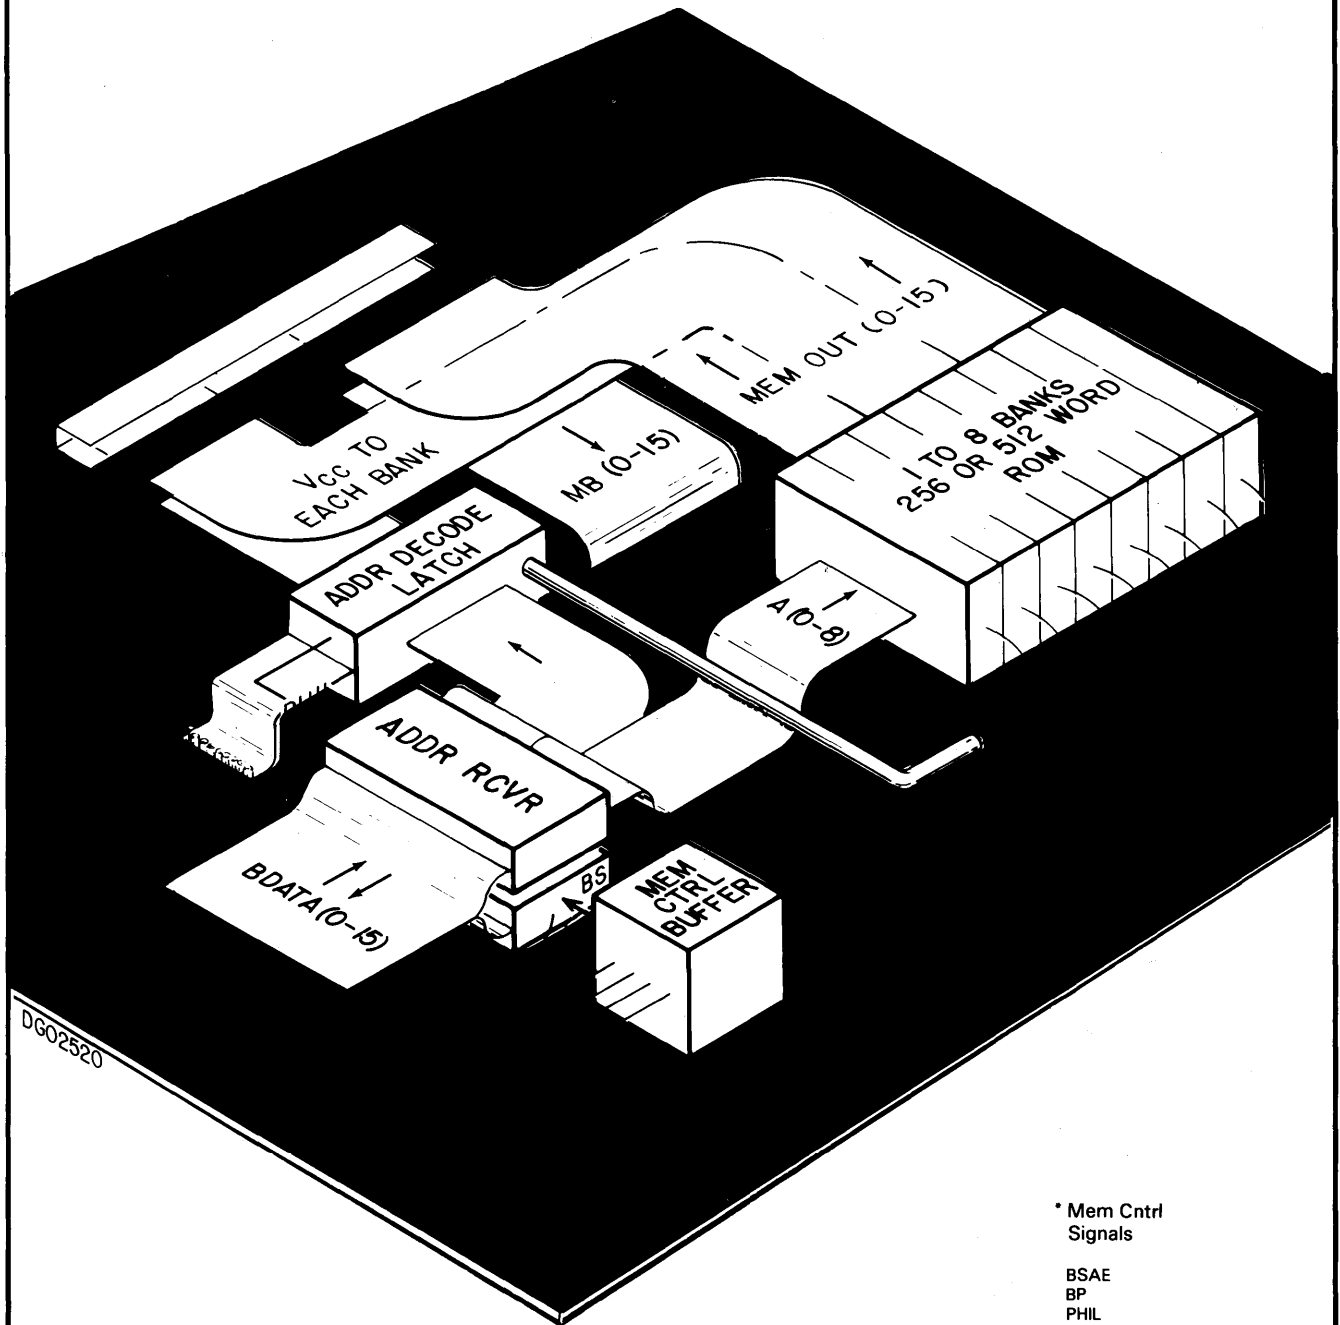 MEM OUT (0-15)
1 TO 8 BANKS
256 OR 512 WORD
ROM
VCC TO
EACH BANK
MB (0-15)
ADDR DECODE
LATCH
A (0-8)
ADDR RCVR
BDATA (0-15)
BS
MEM
CTRL
BUFFER
DG02520
* Mem Cntrl
Signals
BSAE
BP
PHIL